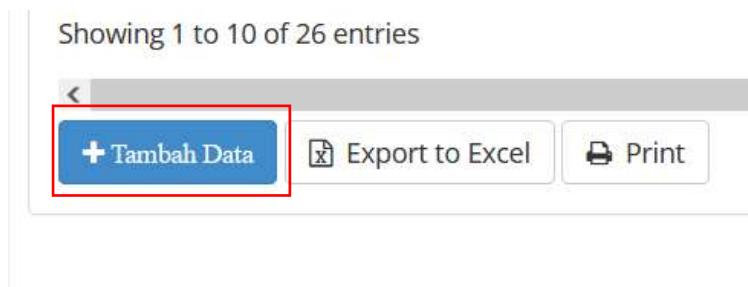 Showing 1 to 10 of 26 entries
Tambah Data Export to Excel Print